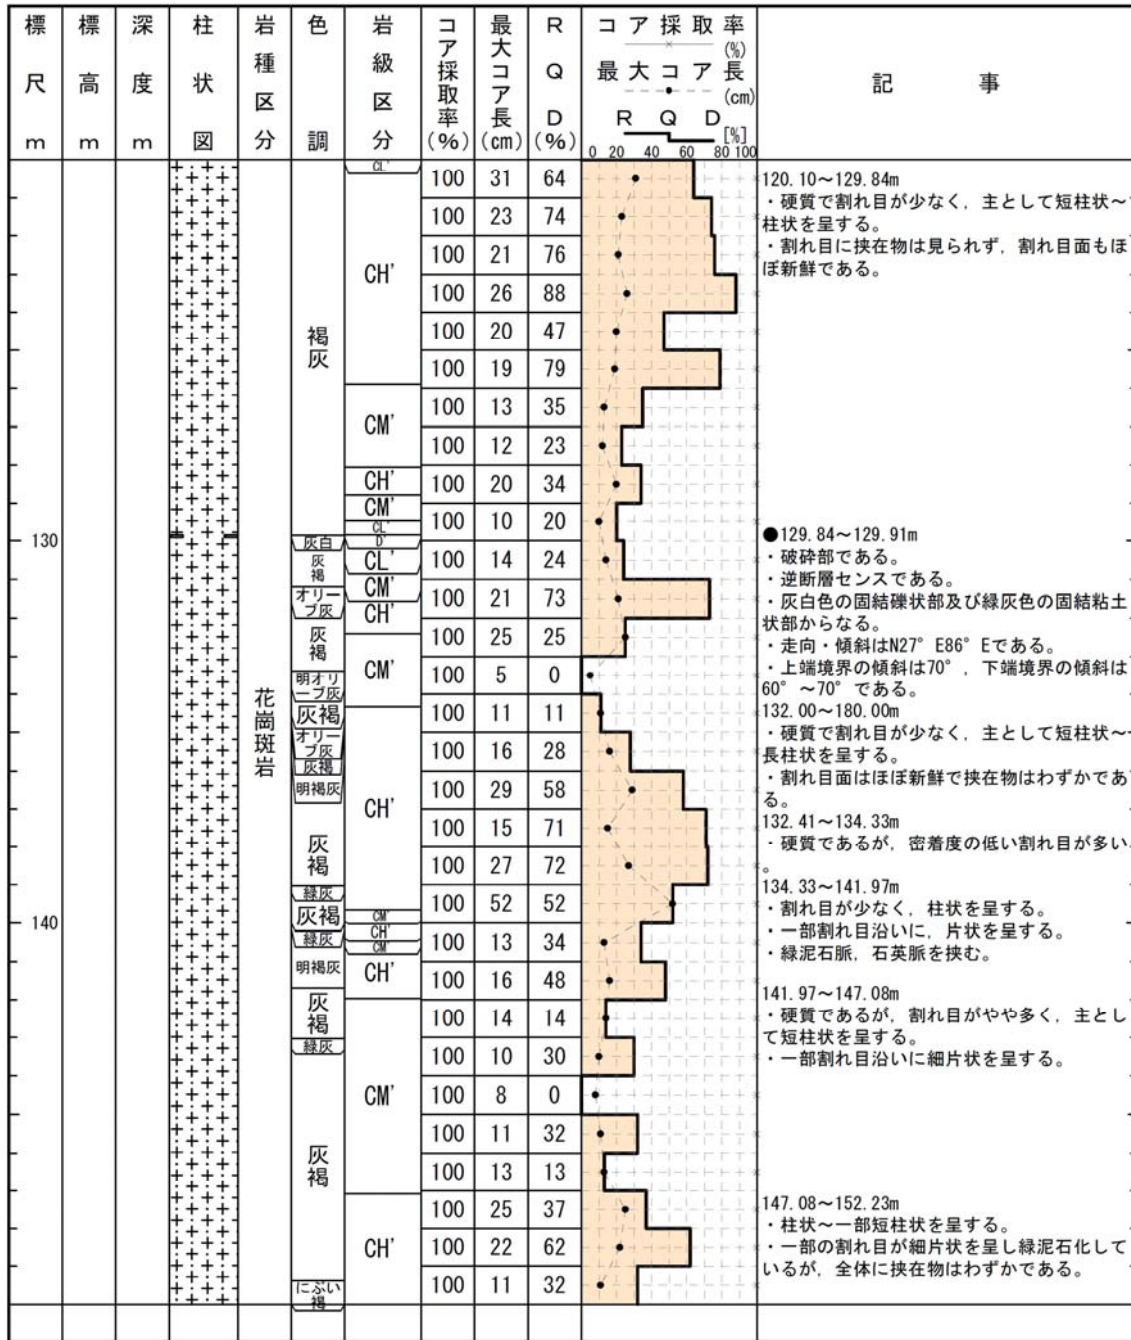 標尺m
標高m
深度m
柱状図
岩種区分
色調
岩級区分
コア採取率(%)
最大コア長(cm)
RQD(%)
コア採取率(%)
最大コア長(cm)
RQD[%]
0 20 40 60 80 100
記事
130
140
花崗斑岩
褐灰
灰白
灰褐
オリーブ灰
灰褐
明オリーブ灰
灰褐
オリーブ灰
灰褐
明褐灰
灰褐
緑灰
灰褐
緑灰
明褐灰
灰褐
緑灰
灰褐
にぶい褐
CL'
CH'
CM'
CH'
CM'
CL'
D'
CL'
CM'
CH'
CM'
CH'
CM'
CH'
CM'
CH'
CM'
CH'
100 31 64
100 23 74
100 21 76
100 26 88
100 20 47
100 19 79
100 13 35
100 12 23
100 20 34
100 10 20
100 14 24
100 21 73
100 25 25
100 5 0
100 11 11
100 16 28
100 29 58
100 15 71
100 27 72
100 52 52
100 13 34
100 16 48
100 14 14
100 10 30
100 8 0
100 11 32
100 13 13
100 25 37
100 22 62
100 11 32
120.10～129.84m
・硬質で割れ目が少なく，主として短柱状～
柱状を呈する。
・割れ目に挟在物は見られず，割れ目面もほ
ぼ新鮮である。
●129.84～129.91m
・破砕部である。
・逆断層センスである。
・灰白色の固結礫状部及び緑灰色の固結粘土
状部からなる。
・走向・傾斜はN27°E86°Eである。
・上端境界の傾斜は70°，下端境界の傾斜は
60°～70°である。
132.00～180.00m
・硬質で割れ目が少なく，主として短柱状～
長柱状を呈する。
・割れ目面はほぼ新鮮で挟在物はわずかであ
る。
132.41～134.33m
・硬質であるが，密着度の低い割れ目が多い
。
134.33～141.97m
・割れ目が少なく，柱状を呈する。
・一部割れ目沿いに，片状を呈する。
・緑泥石脈，石英脈を挟む。
141.97～147.08m
・硬質であるが，割れ目がやや多く，主とし
て短柱状を呈する。
・一部割れ目沿いに細片状を呈する。
147.08～152.23m
・柱状～一部短柱状を呈する。
・一部の割れ目が細片状を呈し緑泥石化して
いるが，全体に挟在物はわずかである。